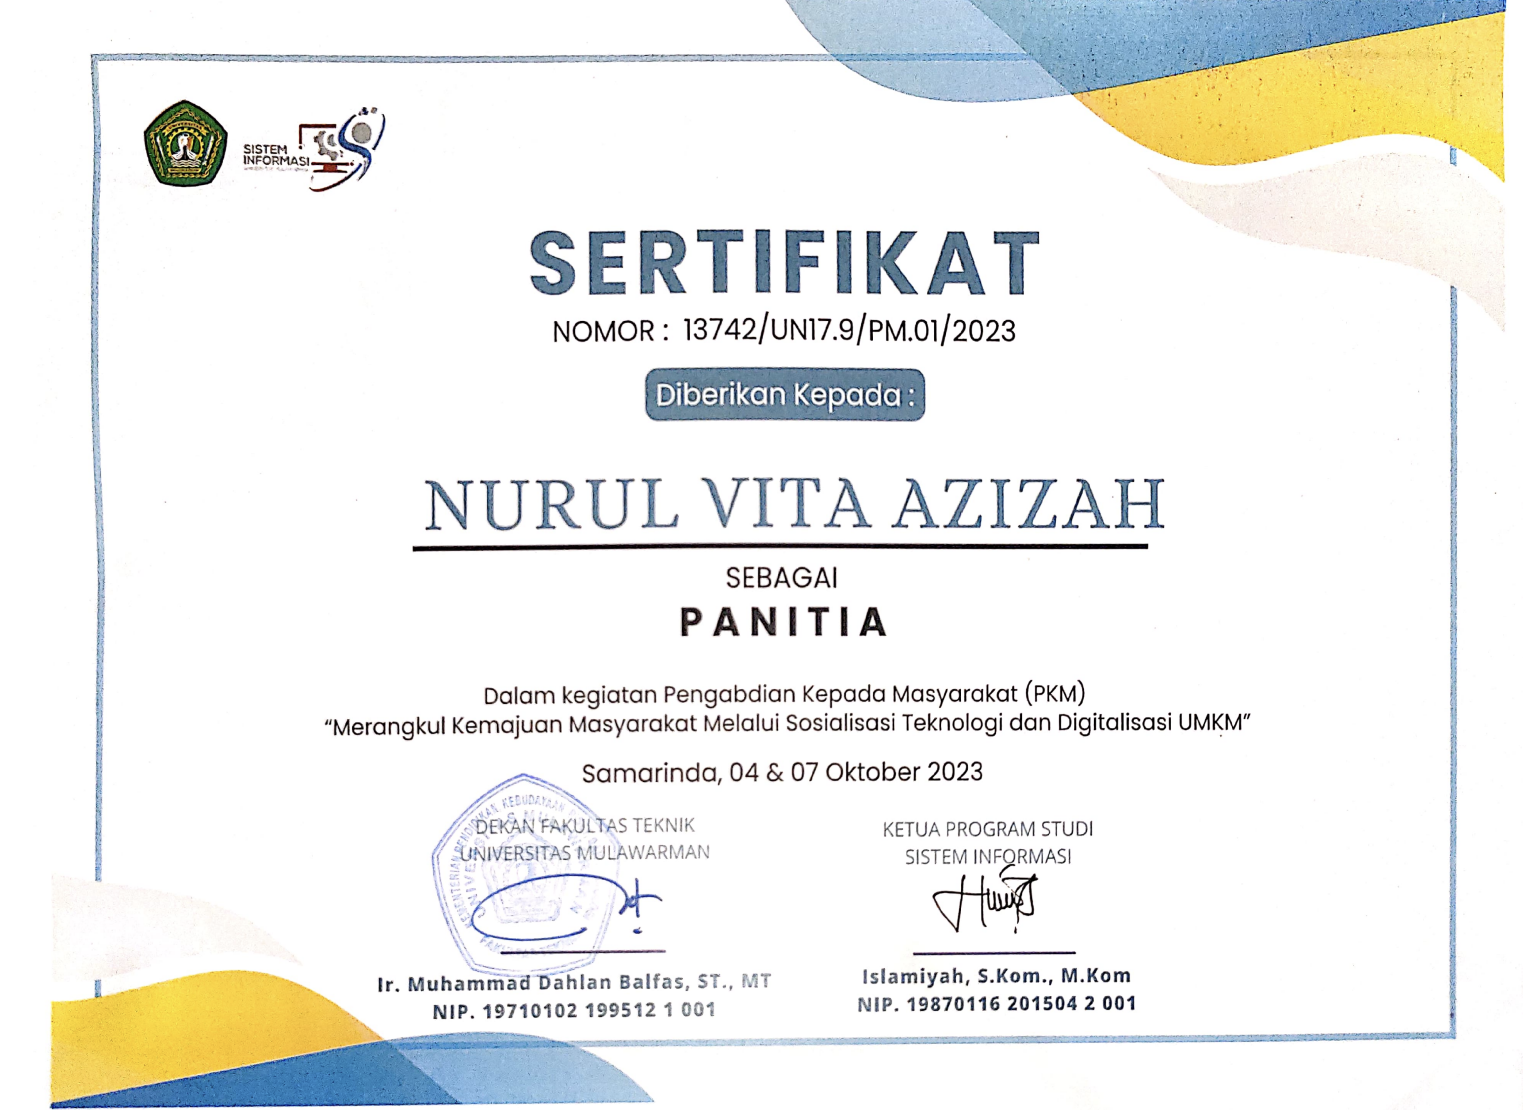 SISTEM
INFORMASI
SERTIFIKAT
NOMOR : 13742/UN17.9/PM.01/2023
Diberikan Kepada :
NURUL VITA AZIZAH
SEBAGAI
PANITIA
Dalam kegiatan Pengabdian Kepada Masyarakat (PKM)
“Merangkul Kemajuan Masyarakat Melalui Sosialisasi Teknologi dan Digitalisasi UMKM”
Samarinda, 04 & 07 Oktober 2023
DEKAN FAKULTAS TEKNIK
UNIVERSITAS MULAWARMAN
Ir. Muhammad Dahlan Balfas, ST., MT
NIP. 19710102 199512 1 001
KETUA PROGRAM STUDI
SISTEM INFORMASI
Islamiyah, S.Kom., M.Kom
NIP. 19870116 201504 2 001